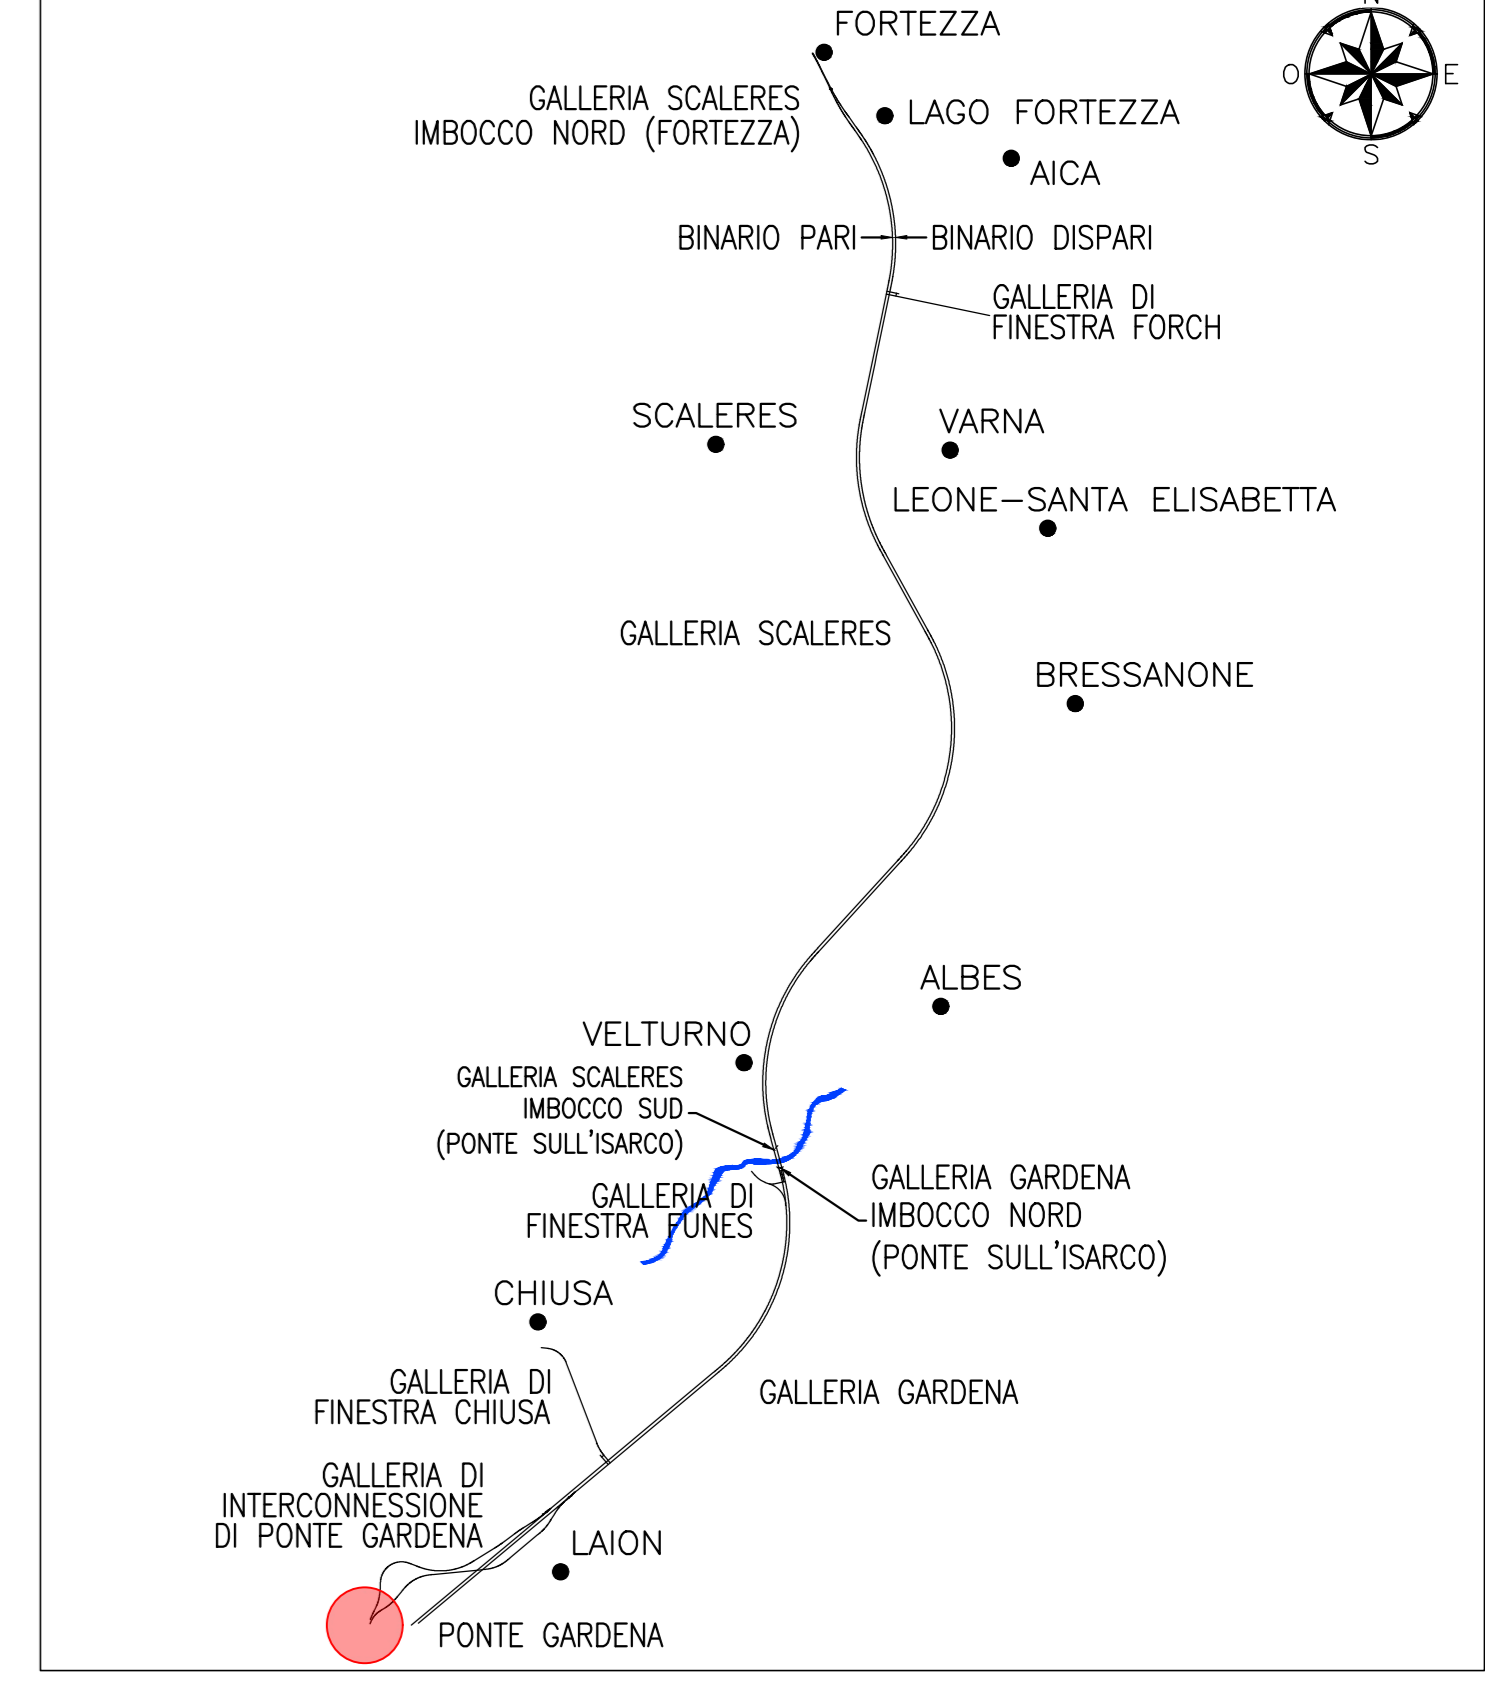 N
FORTEZZA
O
E
GALLERIA SCALERES
IMBOCCO NORD (FORTEZZA)
LAGO FORTEZZA
S
AICA
BINARIO PARI
BINARIO DISPARI
GALLERIA DI
FINESTRA FORCH
SCALERES
VARNA
LEONE-SANTA ELISABETTA
GALLERIA SCALERES
BRESSANONE
ALBES
VELTURNO
GALLERIA SCALERES
IMBOCCO SUD
(PONTE SULL'ISARCO)
GALLERIA GARDENA
IMBOCCO NORD
(PONTE SULL'ISARCO)
GALLERIA DI
FINESTRA FUNES
CHIUSA
GALLERIA DI
FINESTRA CHIUSA
GALLERIA GARDENA
GALLERIA DI
INTERCONNESSIONE
DI PONTE GARDENA
LAION
PONTE GARDENA